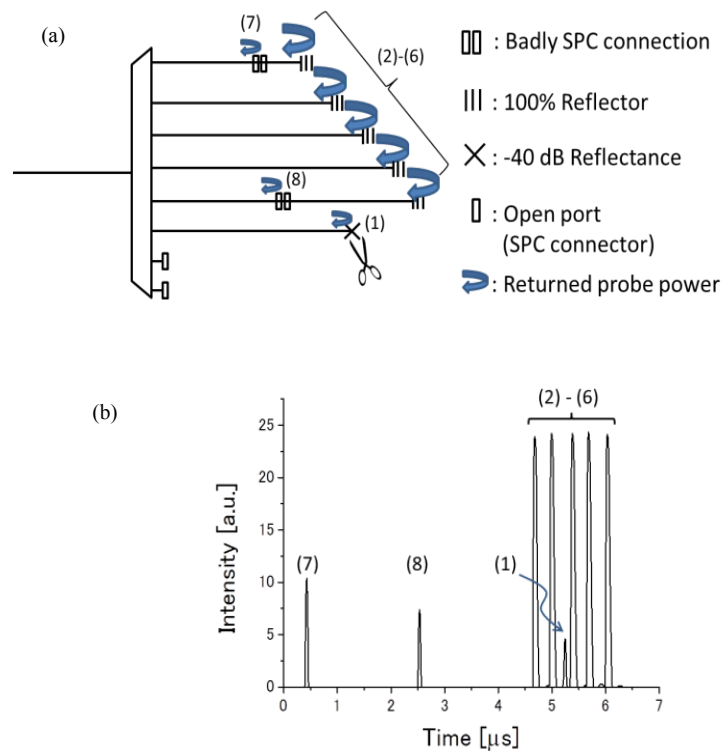 (a)
(7)
(2)-(6)
(8)
(1)
: Badly SPC connection
: 100% Reflector
: -40 dB Reflectance
: Open port
(SPC connector)
: Returned probe power
(b)
(2) - (6)
(7)
(8)
(1)
Intensity [a.u.]
25
20
15
10
5
0
0 1 2 3 4 5 6 7
Time [μs]